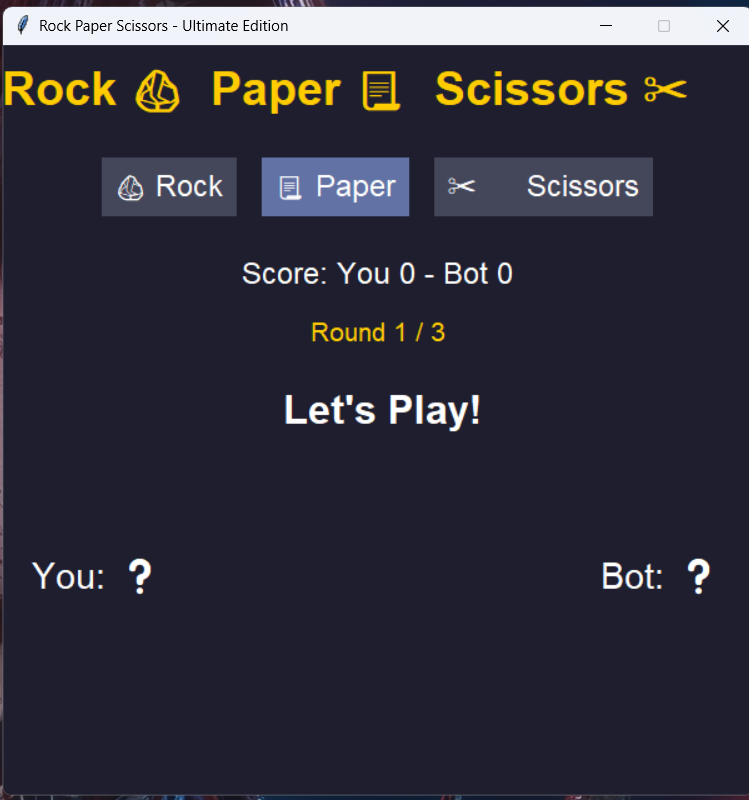 Rock Paper Scissors - Ultimate Edition
Rock 🪨 Paper 📃 Scissors ✂
🪨 Rock 📃 Paper ✂ Scissors
Score: You 0 - Bot 0
Round 1 / 3
Let's Play!
You: ❓ Bot: ❓